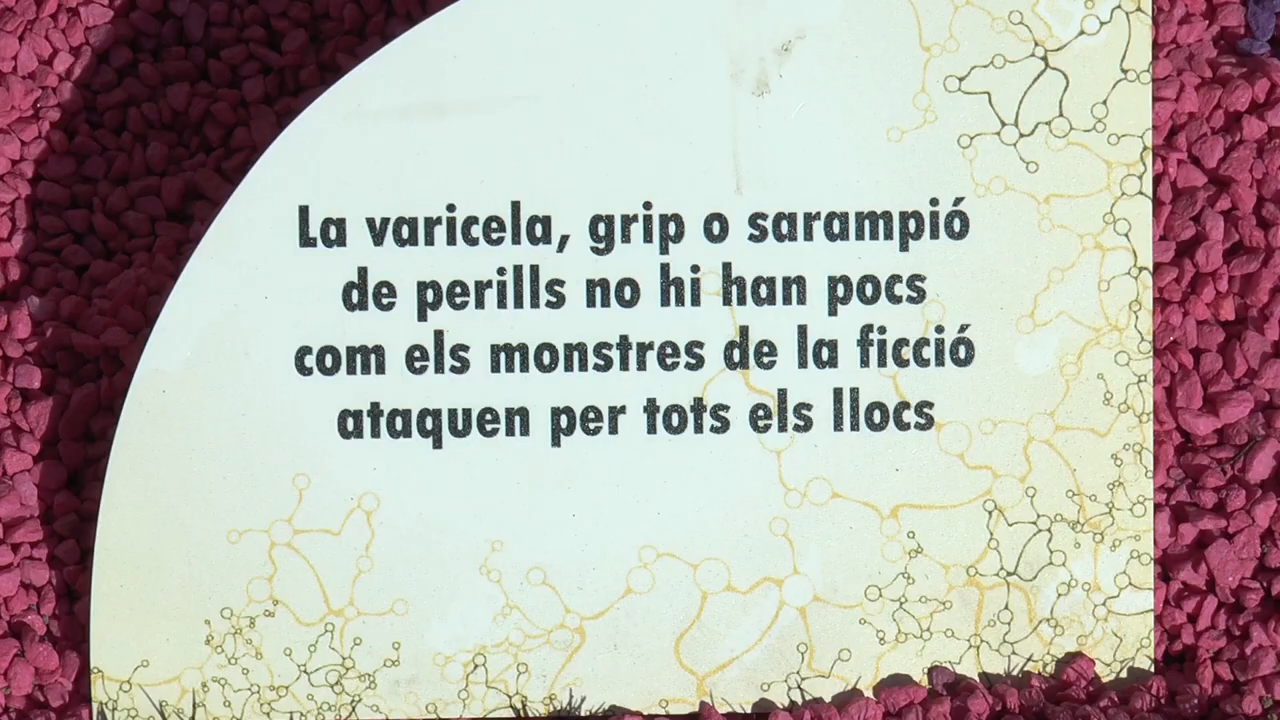 La varicela, grip o sarampió
de perills no hi han pocs
com els monstres de la ficció
ataquen per tots els llocs